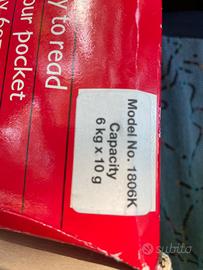 y to read
our pocket
Model No. 1806K
Capacity
6 kg x 10 g
subito